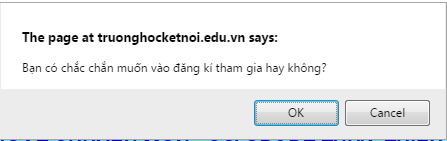 The page at truonghocketnoi.edu.vn says:
Bạn có chắc chắn muốn vào đăng kí tham gia hay không?
OK
Cancel